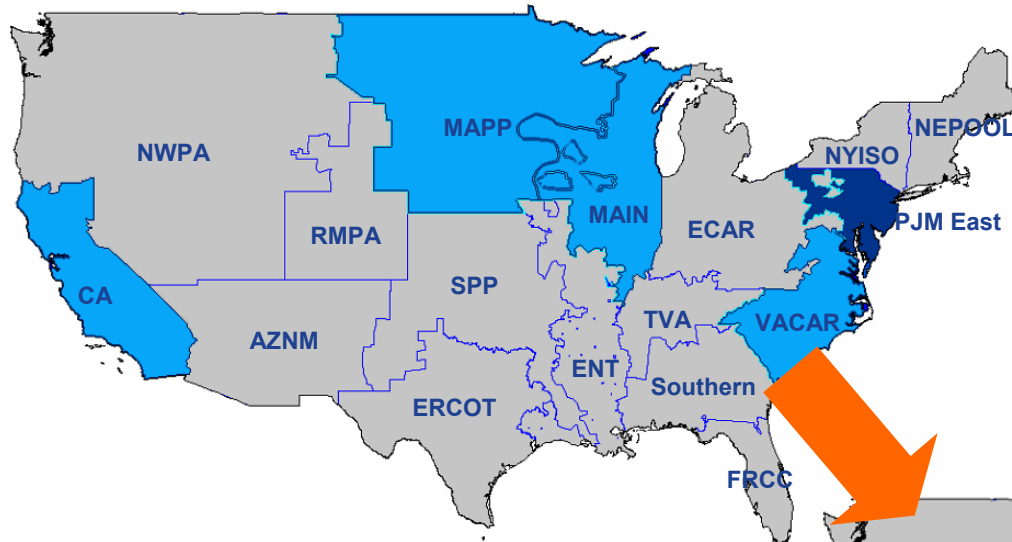 NEPOOL
MAPP
NWPA
NYISO
MAIN
PJM East
RMPA
ECAR
SPP
CA
TVA
VACAR
AZNM
ENT
Southern
ERCOT
FRCC